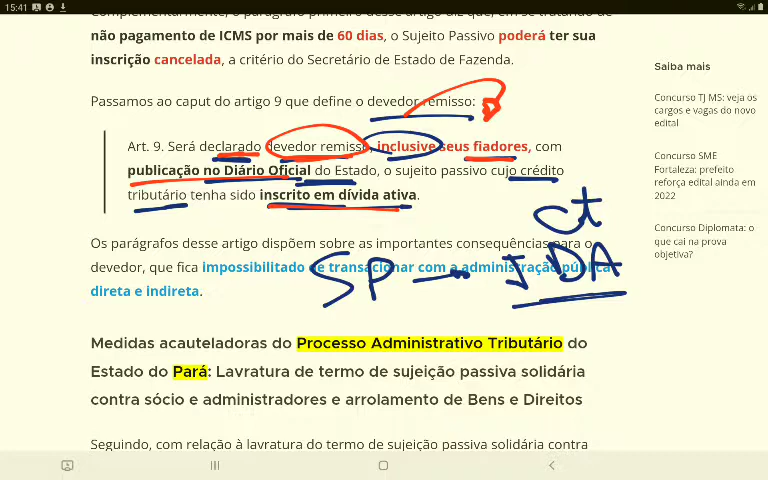 15:41
Complementarmente, o parágrafo primeiro desse artigo diz que, em se tratando de
não pagamento de ICMS por mais de 60 dias, o Sujeito Passivo poderá ter sua
inscrição cancelada, a critério do Secretário de Estado de Fazenda.
Passamos ao caput do artigo 9 que define o devedor remisso:
Art. 9. Será declarado devedor remisso, inclusive seus fiadores, com
publicação no Diário Oficial do Estado, o sujeito passivo cujo crédito
tributário tenha sido inscrito em dívida ativa.
ct
Os parágrafos desse artigo dispõem sobre as importantes consequências para o
devedor, que fica impossibilitado de transacionar com a administração pública
direta e indireta.
SP - IDA
Medidas acauteladoras do Processo Administrativo Tributário do
Estado do Pará: Lavratura de termo de sujeição passiva solidária
contra sócio e administradores e arrolamento de Bens e Direitos
Seguindo, com relação à lavratura do termo de sujeição passiva solidária contra
Saiba mais
Concurso TJ MS: veja os
cargos e vagas do novo
edital
Concurso SME
Fortaleza: prefeito
reforça edital ainda em
2022
Concurso Diplomata: o
que cai na prova
objetiva?